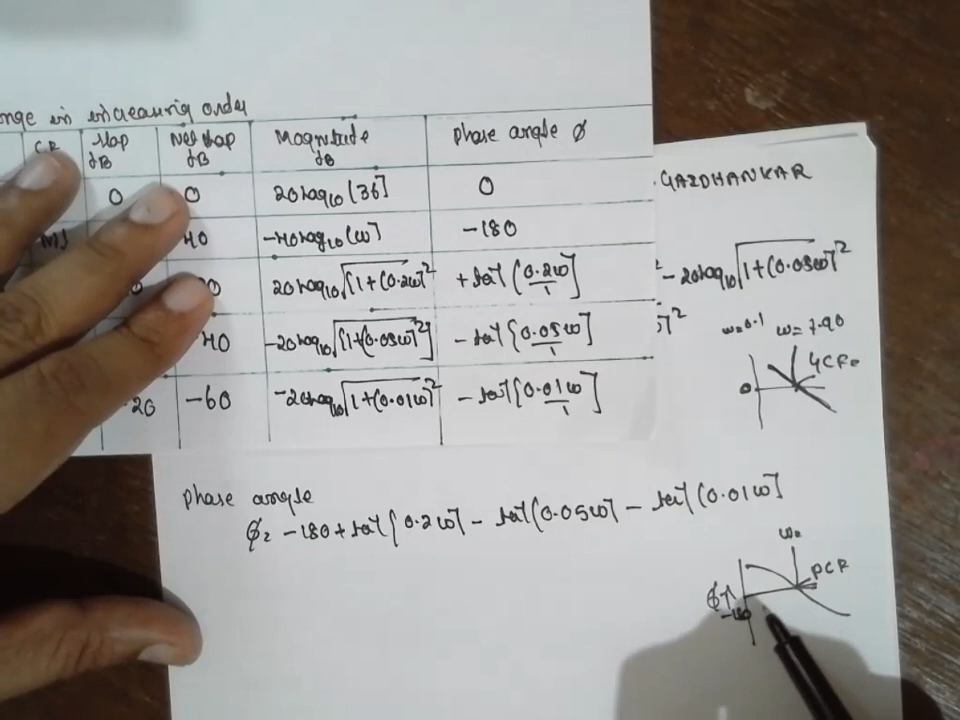 in increasing order
dB
Net slop dB
Magnitude dB
Phase angle ϕ
0
0
20log10 [36]
0
40
-40log10 [ω]
-180
20log10 √[1+(0.2ω]²
+tan⁻¹ [0.2ω/1]
40
-20log10 √[1+(0.05ω]²]
-tan⁻¹ {0.05ω/1]
-20
-60
-20log10 √1+(0.01ω]²
-tan⁻¹ {0.01ω/1]
. GAIDHANKAR
- 20log10 √[1+(0.05ω]²
ω=0.1 ω= 7.90
GCF=
0
Phase angle
ϕ= -180 + tan⁻¹ {0.2ω] - tan⁻¹ (0.05ω] - tan⁻¹ (0.01ω]
ω=
PCF
ϕ↑
-180